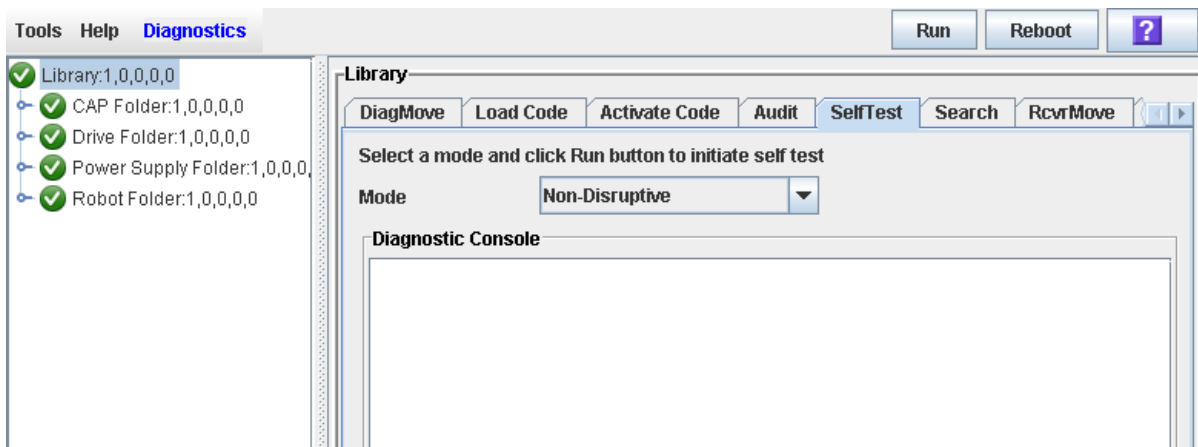 Tools Help Diagnostics Run Reboot ?
Library:1,0,0,0,0
CAP Folder:1,0,0,0,0
Drive Folder:1,0,0,0,0
Power Supply Folder:1,0,0,0,
Robot Folder:1,0,0,0,0
Library
DiagMove Load Code Activate Code Audit SelfTest Search RcvrMove
Select a mode and click Run button to initiate self test
Mode Non-Disruptive
Diagnostic Console